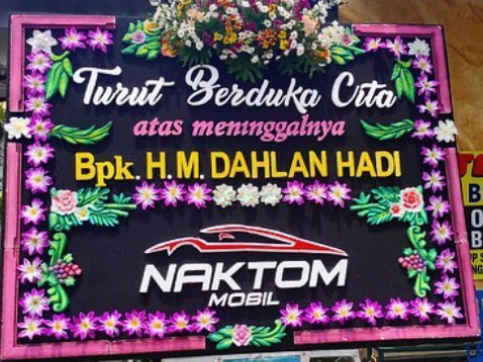 Turut Berduka Cita
atas meninggalnya
Bpk. H.M. DAHLAN HADI
NAKTOM
MOBIL